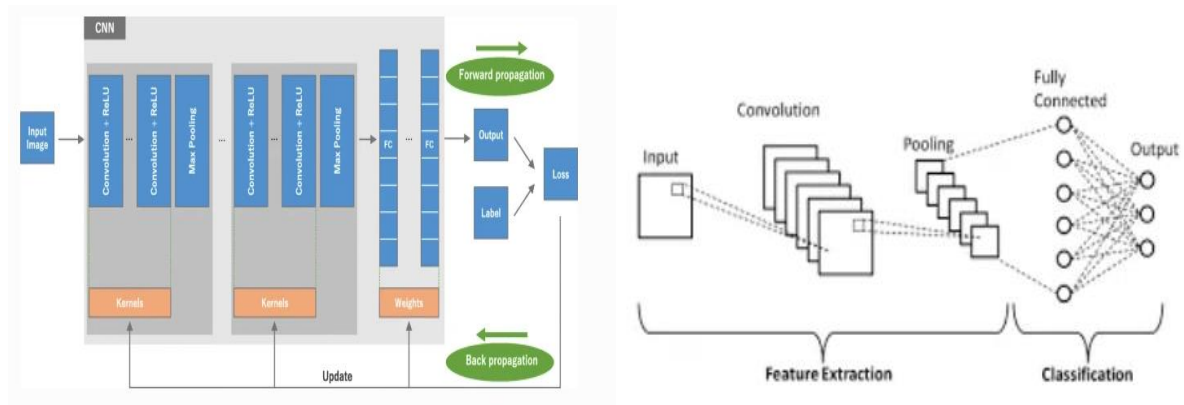 CNN
Input
Image
Convolution + ReLU
...
Convolution + ReLU
Max Pooling
...
Convolution + ReLU
...
Convolution + ReLU
Max Pooling
FC
...
FC
Forward propagation
Output
Label
Loss
Kernels
Kernels
Weights
Back propagation
Update
Input
Convolution
Pooling
Fully
Connected
Output
Feature Extraction
Classification